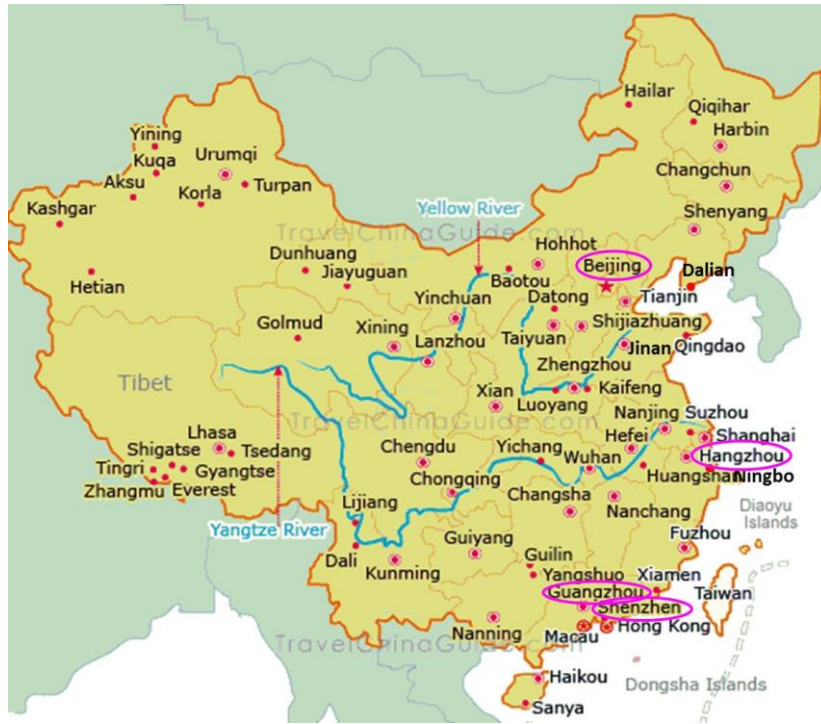 Hailar
Qiqihar
Harbin
Yining
Kuqa
Urumqi
Changchun
Aksu
Korla
Turpan
Kashgar
Yellow River
Shenyang
TravelChinaGuide.com
Hohhot
Dunhuang
Beijing
Dalian
Hetian
Jiayuguan
Baotou
Yinchuan
Datong
Tianjin
Golmud
Xining
Taiyuan
Shijiazhuang
Lanzhou
Jinan
Qingdao
Zhengzhou
Tibet
Xian
Kaifeng
Luoyang
TravelChinaGuide.com
Nanjing
Suzhou
Lhasa
Shanghai
Shigatse
Tsedang
Chengdu
Yichang
Hefei
Hangzhou
Tingri
Gyangtse
Wuhan
Huangshan
Ningbo
Zhangmu
Everest
Chongqing
Changsha
Lijiang
Nanchang
Diaoyu
Islands
Yangtze River
Guiyang
Fuzhou
Dali
Kunming
Guilin
Yangshuo
Xiamen
Guangzhou
Taiwan
Shenzhen
Nanning
Macau
Hong Kong
TravelChinaGuide.com
Haikou
Dongsha Islands
Sanya